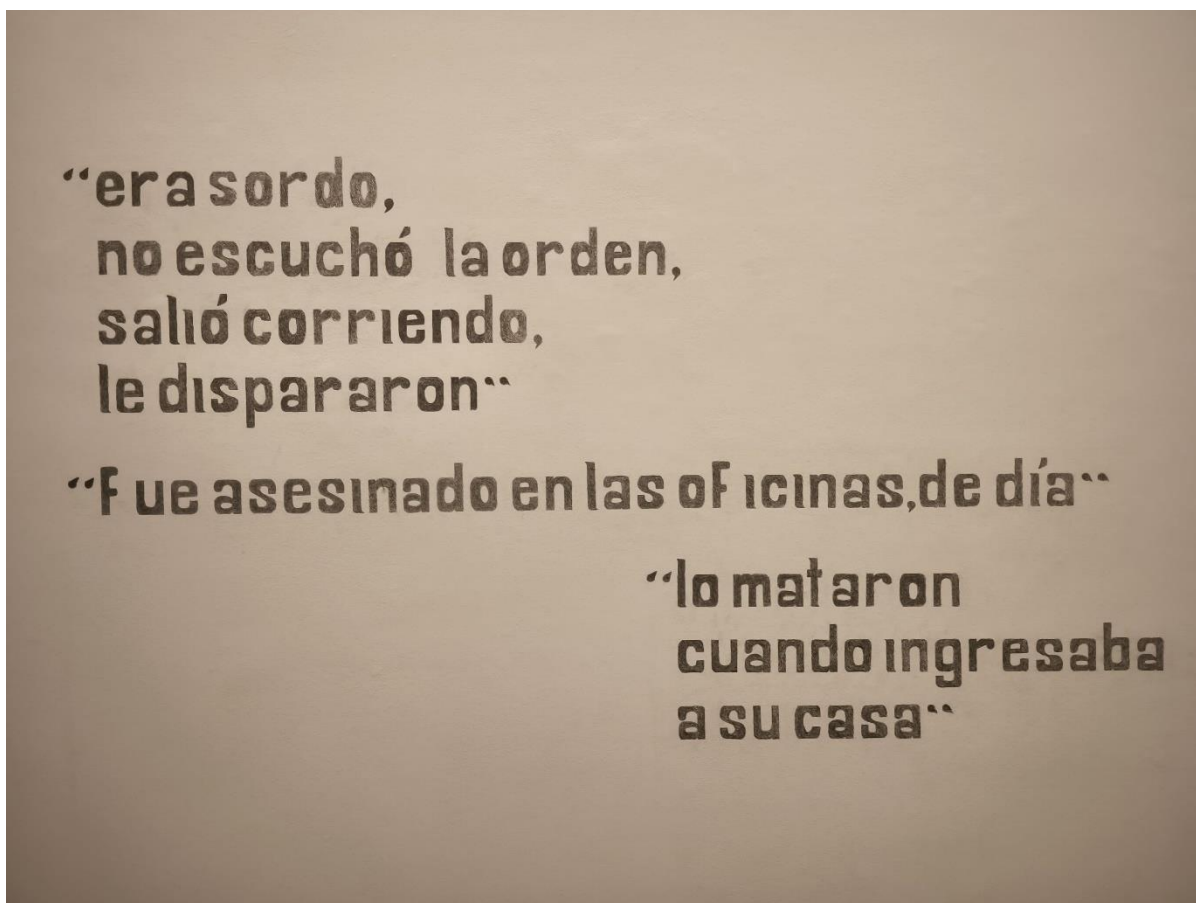 “era sordo,
no escuchó la orden,
salió corriendo,
le dispararon”
“Fue asesinado en las oFicinas,de día”
“lo mataron
cuando ingresaba
a su casa”